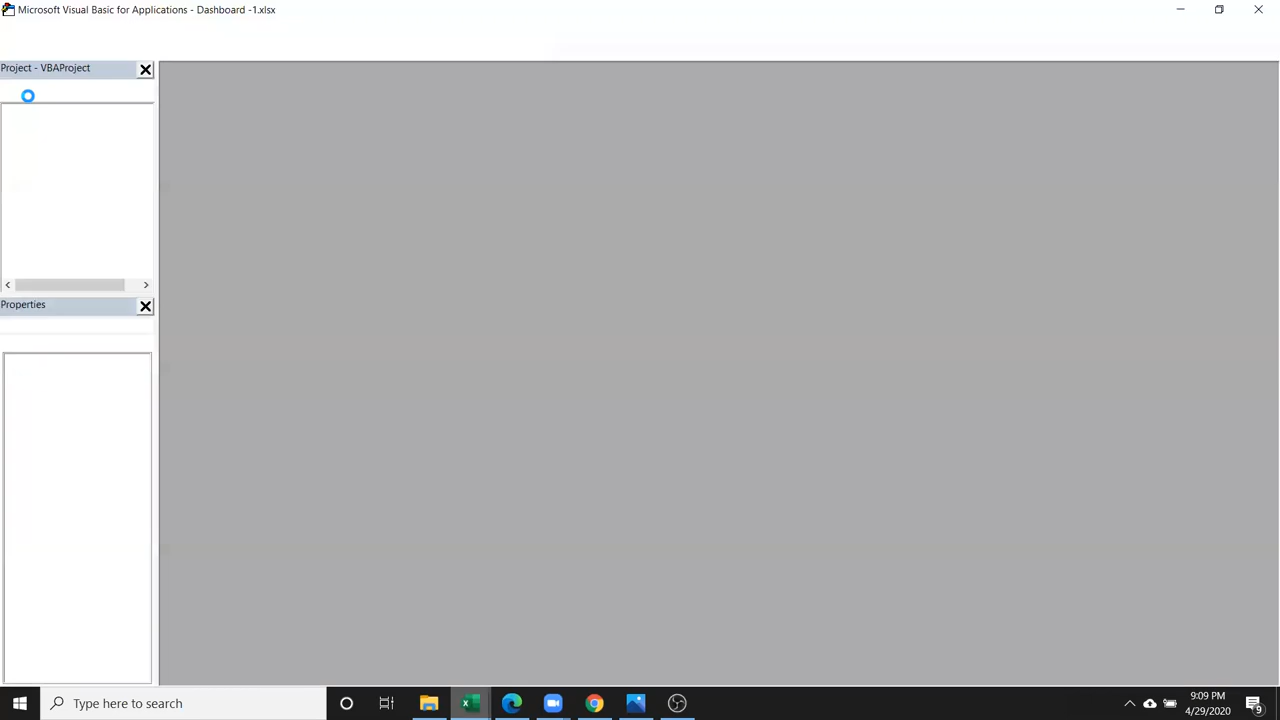 Microsoft Visual Basic for Applications - Dashboard -1.xlsx
Project - VBAProject
Properties
Type here to search
9:09 PM
4/29/2020
9